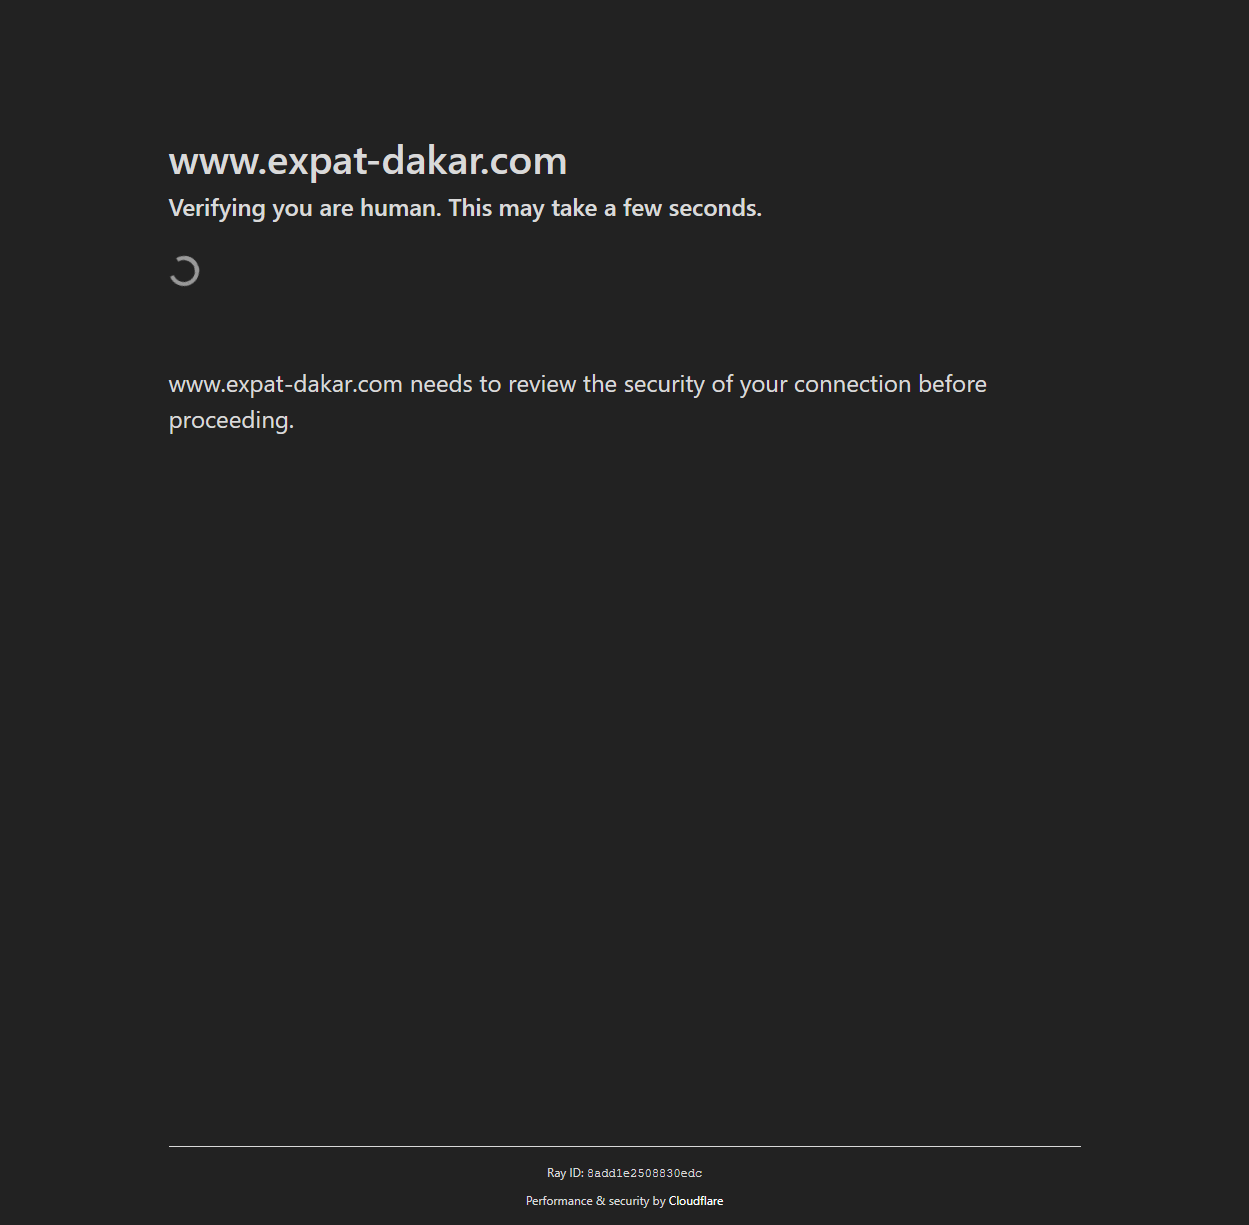 www.expat-dakar.com
Verifying you are human. This may take a few seconds.
www.expat-dakar.com needs to review the security of your connection before
proceeding.
Ray ID: 8add1e2508830edc
Performance & security by Cloudflare